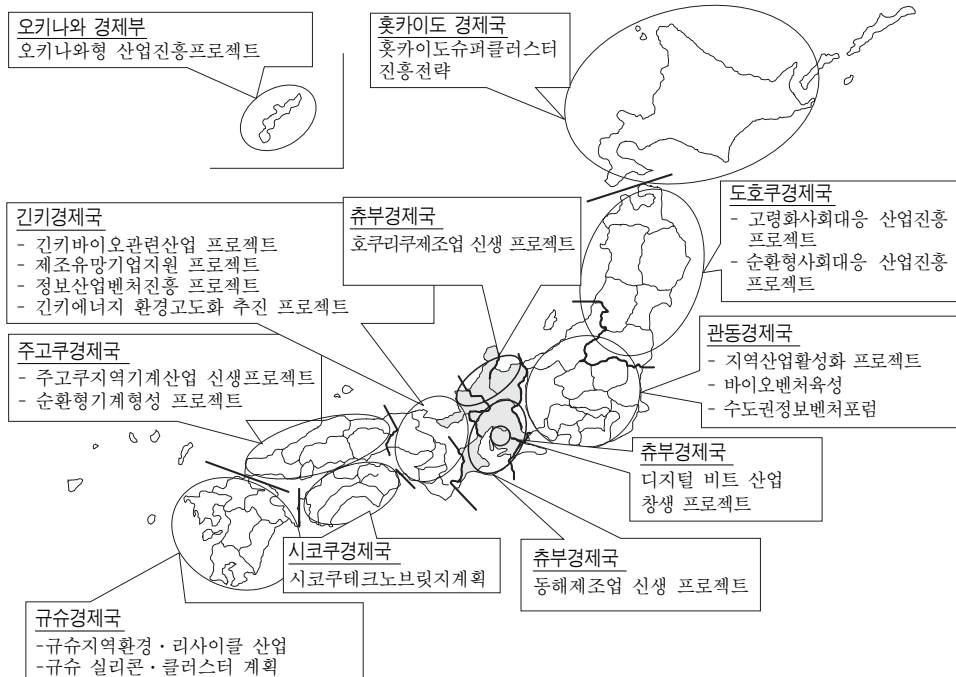 오키나와 경제부
오키나와형 산업진흥프로젝트
홋카이도 경제국
홋카이도슈퍼클러스터
진흥전략
도호쿠경제국
- 고령화사회대응 산업진흥
프로젝트
- 순환형사회대응 산업진흥
프로젝트
긴키경제국
- 긴키바이오관련산업 프로젝트
- 제조유망기업지원 프로젝트
- 정보산업벤처진흥 프로젝트
- 긴키에너지 환경고도화 추진 프로젝트
츄부경제국
호쿠리쿠제조업 신생 프로젝트
주고쿠경제국
- 주고쿠지역기계산업 신생프로젝트
- 순환형기계형성 프로젝트
관동경제국
- 지역산업활성화 프로젝트
- 바이오벤처육성
- 수도권정보벤처포럼
츄부경제국
디지털 비트 산업
창생 프로젝트
시코쿠경제국
시코쿠테크노브릿지계획
츄부경제국
동해제조업 신생 프로젝트
규슈경제국
-규슈지역환경·리사이클 산업
-규슈 실리콘·클러스터 계획